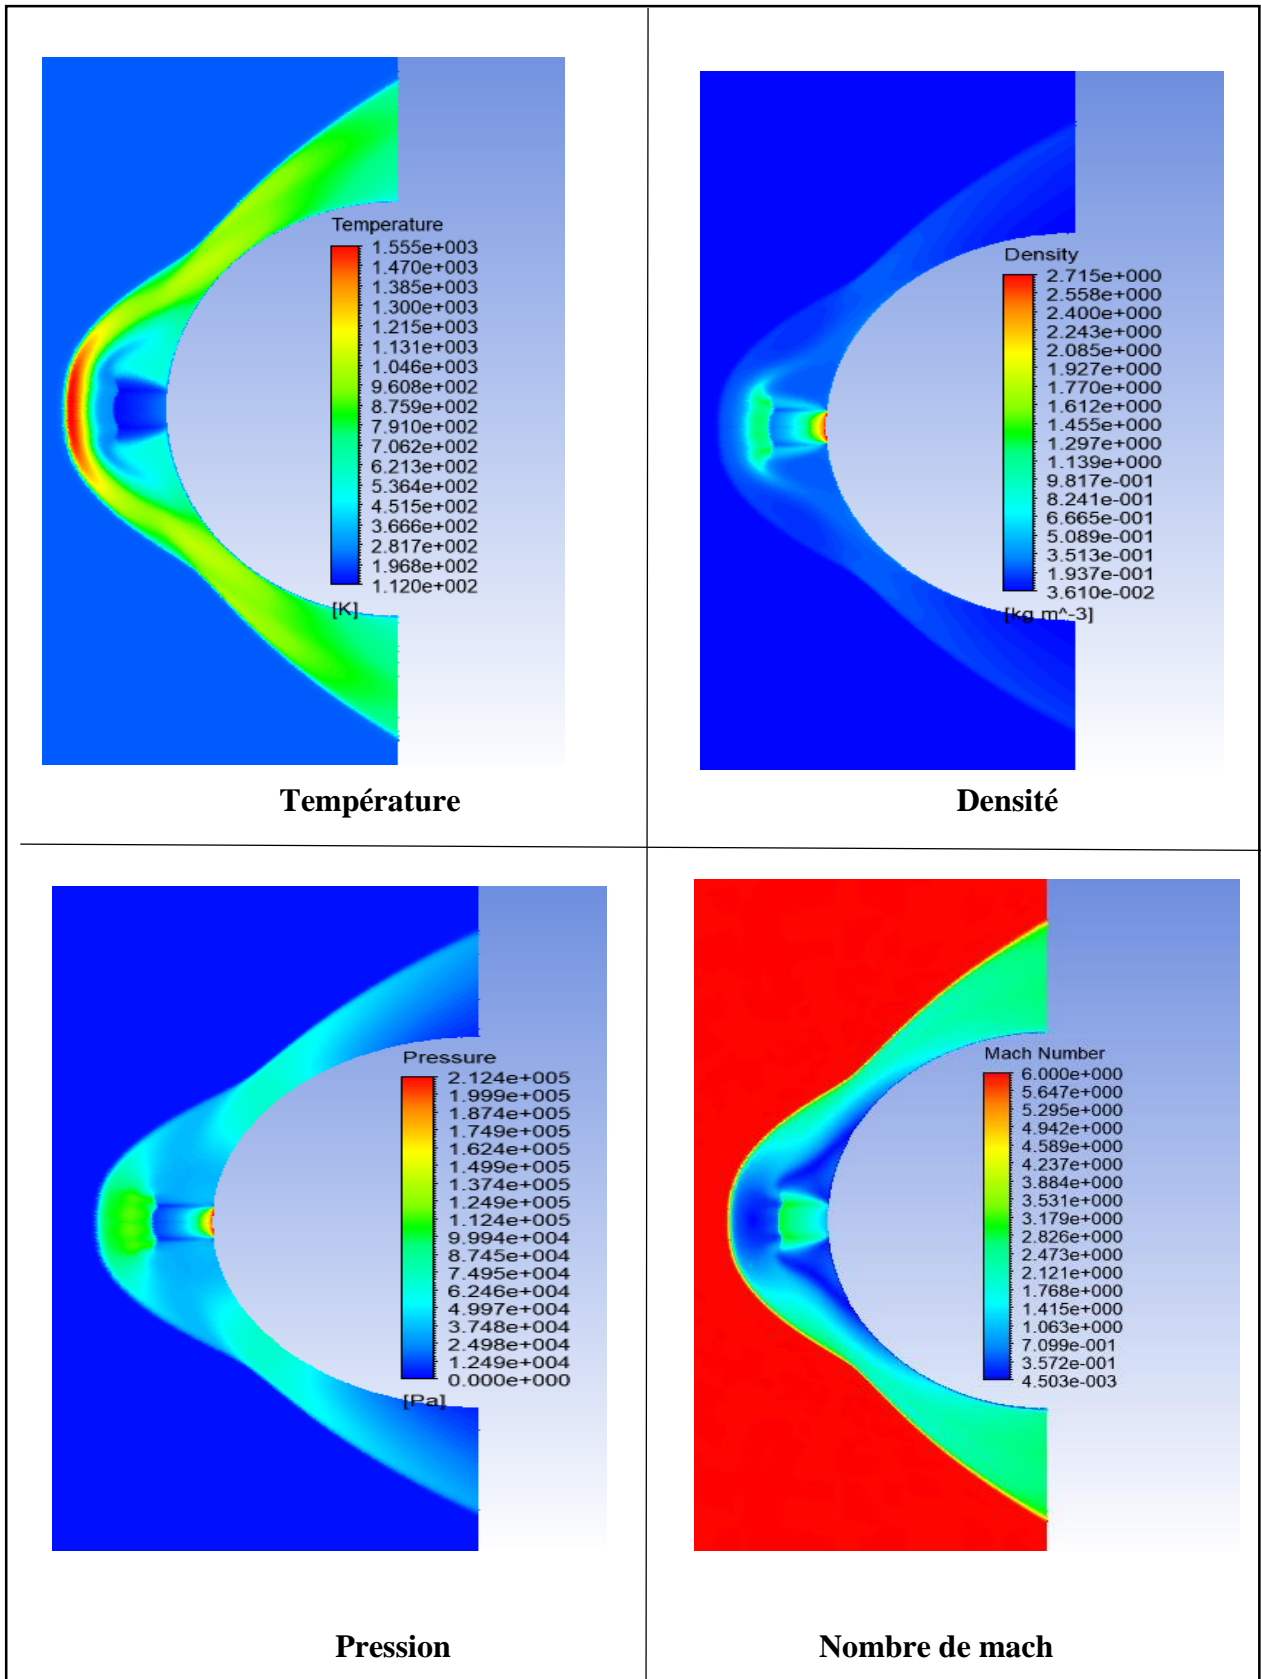 Temperature
1.555e+003
1.470e+003
1.385e+003
1.300e+003
1.215e+003
1.131e+003
1.046e+003
9.608e+002
8.759e+002
7.910e+002
7.062e+002
6.213e+002
5.364e+002
4.515e+002
3.666e+002
2.817e+002
1.968e+002
1.120e+002
[K]
Température
Density
2.715e+000
2.558e+000
2.400e+000
2.243e+000
2.085e+000
1.927e+000
1.770e+000
1.612e+000
1.455e+000
1.297e+000
1.139e+000
9.817e-001
8.241e-001
6.665e-001
5.089e-001
3.513e-001
1.937e-001
3.610e-002
[kg m^-3]
Densité
Pressure
2.124e+005
1.999e+005
1.874e+005
1.749e+005
1.624e+005
1.499e+005
1.374e+005
1.249e+005
1.124e+005
9.994e+004
8.745e+004
7.495e+004
6.246e+004
4.997e+004
3.748e+004
2.498e+004
1.249e+004
0.000e+000
[Pa]
Pression
Mach Number
6.000e+000
5.647e+000
5.295e+000
4.942e+000
4.589e+000
4.237e+000
3.884e+000
3.531e+000
3.179e+000
2.826e+000
2.473e+000
2.121e+000
1.768e+000
1.415e+000
1.063e+000
7.099e-001
3.572e-001
4.503e-003
Nombre de mach